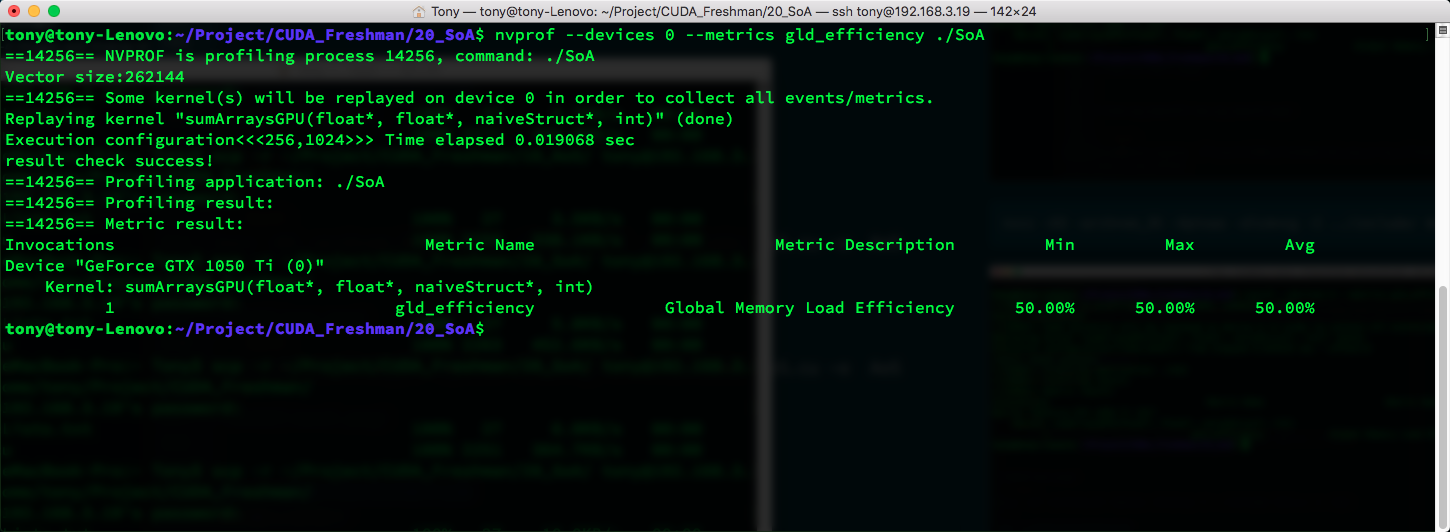 Tony — tony@tony-Lenovo: ~/Project/CUDA_Freshman/20_SoA — ssh tony@192.168.3.19 — 142×24
tony@tony-Lenovo:~/Project/CUDA_Freshman/20_SoA$ nvprof --devices 0 --metrics gld_efficiency ./SoA
==14256== NVPROF is profiling process 14256, command: ./SoA
Vector size:262144
==14256== Some kernel(s) will be replayed on device 0 in order to collect all events/metrics.
Replaying kernel "sumArraysGPU(float*, float*, naiveStruct*, int)" (done)
Execution configuration<<<256,1024>>> Time elapsed 0.019068 sec
result check success!
==14256== Profiling application: ./SoA
==14256== Profiling result:
==14256== Metric result:
Invocations Metric Name Metric Description Min Max Avg
Device "GeForce GTX 1050 Ti (0)"
Kernel: sumArraysGPU(float*, float*, naiveStruct*, int)
1 gld_efficiency Global Memory Load Efficiency 50.00% 50.00% 50.00%
tony@tony-Lenovo:~/Project/CUDA_Freshman/20_SoA$